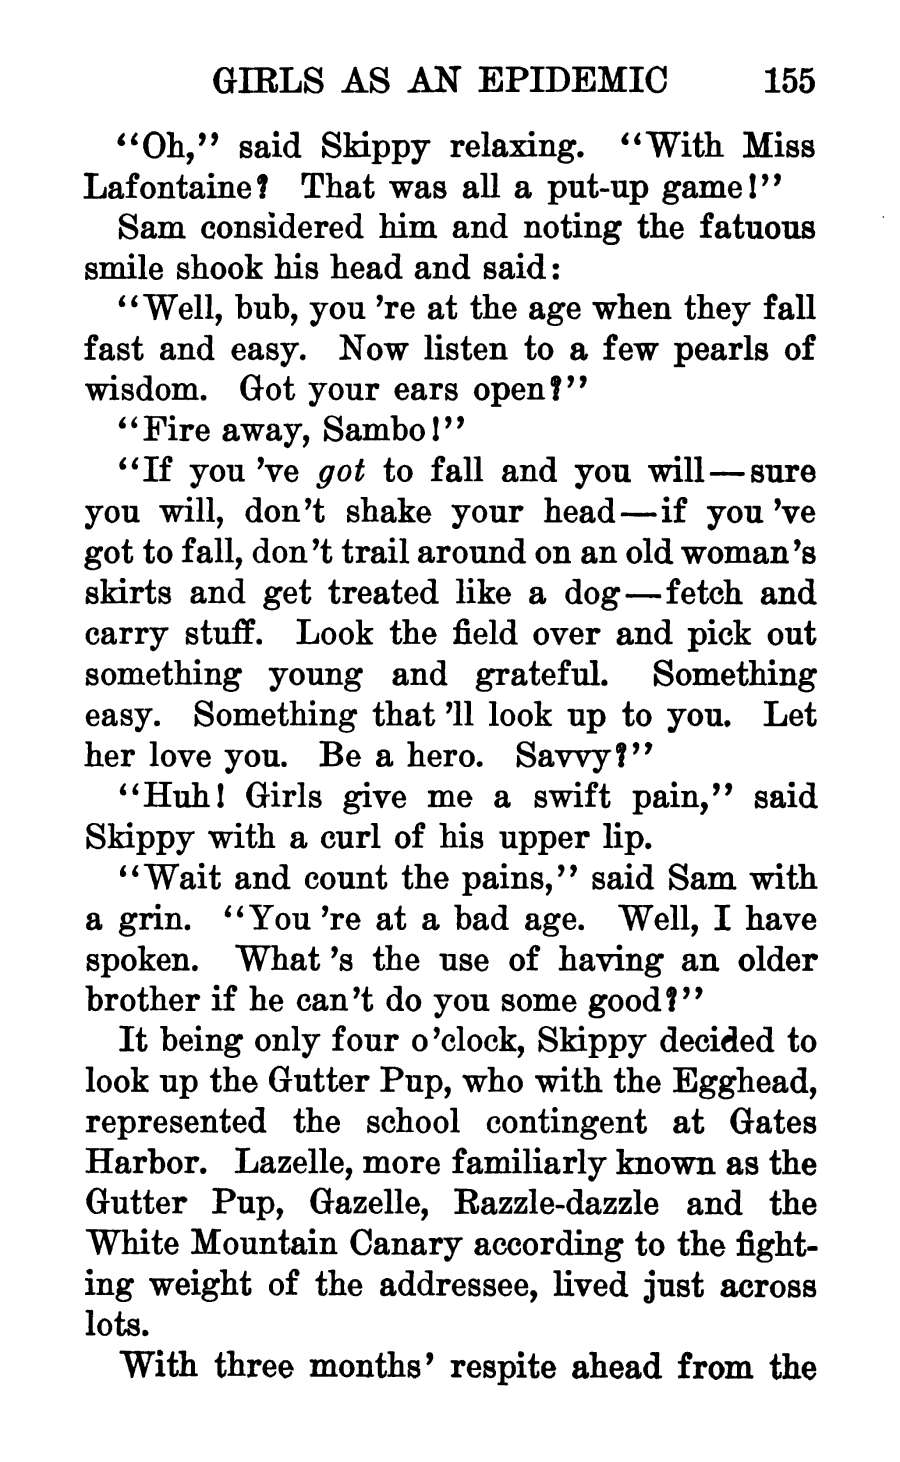 GIRLS AS AN EPIDEMIC 155
“Oh,” said Skippy relaxing. “With Miss
Lafontaine? That was all a put-up game!”
Sam considered him and noting the fatuous
smile shook his head and said:
“Well, bub, you ’re at the age when they fall
fast and easy. Now listen to a few pearls of
wisdom. Got your ears open?”
“Fire away, Sambo!”
“If you ’ve got to fall and you will—sure
you will, don’t shake your head—if you ’ve
got to fall, don’t trail around on an old woman’s
skirts and get treated like a dog—fetch and
carry stuff. Look the field over and pick out
something young and grateful. Something
easy. Something that ’ll look up to you. Let
her love you. Be a hero. Savvy?”
“Huh! Girls give me a swift pain,” said
Skippy with a curl of his upper lip.
“Wait and count the pains,” said Sam with
a grin. “You ’re at a bad age. Well, I have
spoken. What ’s the use of having an older
brother if he can’t do you some good?”
It being only four o’clock, Skippy decided to
look up the Gutter Pup, who with the Egghead,
represented the school contingent at Gates
Harbor. Lazelle, more familiarly known as the
Gutter Pup, Gazelle, Razzle-dazzle and the
White Mountain Canary according to the fight-
ing weight of the addressee, lived just across
lots.
With three months’ respite ahead from the